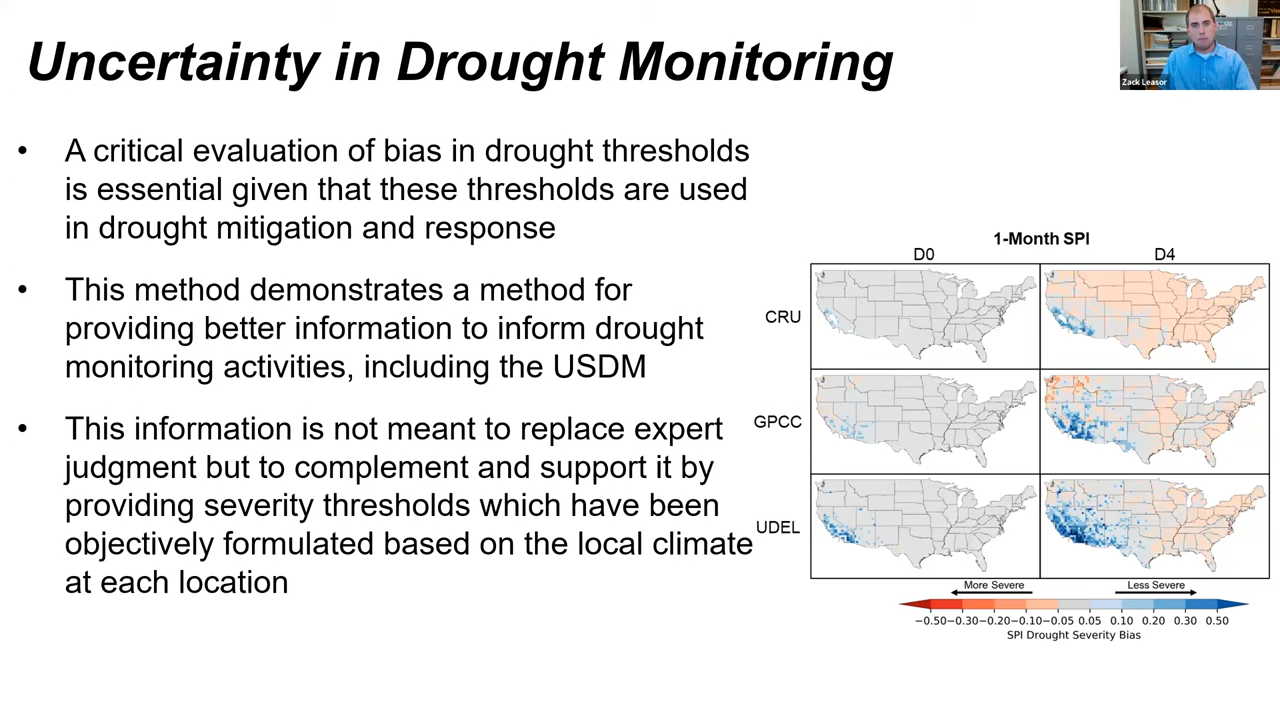 Uncertainty in Drought Monitoring
Zack Leasor
• A critical evaluation of bias in drought thresholds
is essential given that these thresholds are used
in drought mitigation and response
• This method demonstrates a method for
providing better information to inform drought
monitoring activities, including the USDM
• This information is not meant to replace expert
judgment but to complement and support it by
providing severity thresholds which have been
objectively formulated based on the local climate
at each location
1-Month SPI
D0 D4
CRU
GPCC
UDEL
More Severe Less Severe
−0.50 −0.30 −0.20 −0.10 −0.05 0.05 0.10 0.20 0.30 0.50
SPI Drought Severity Bias